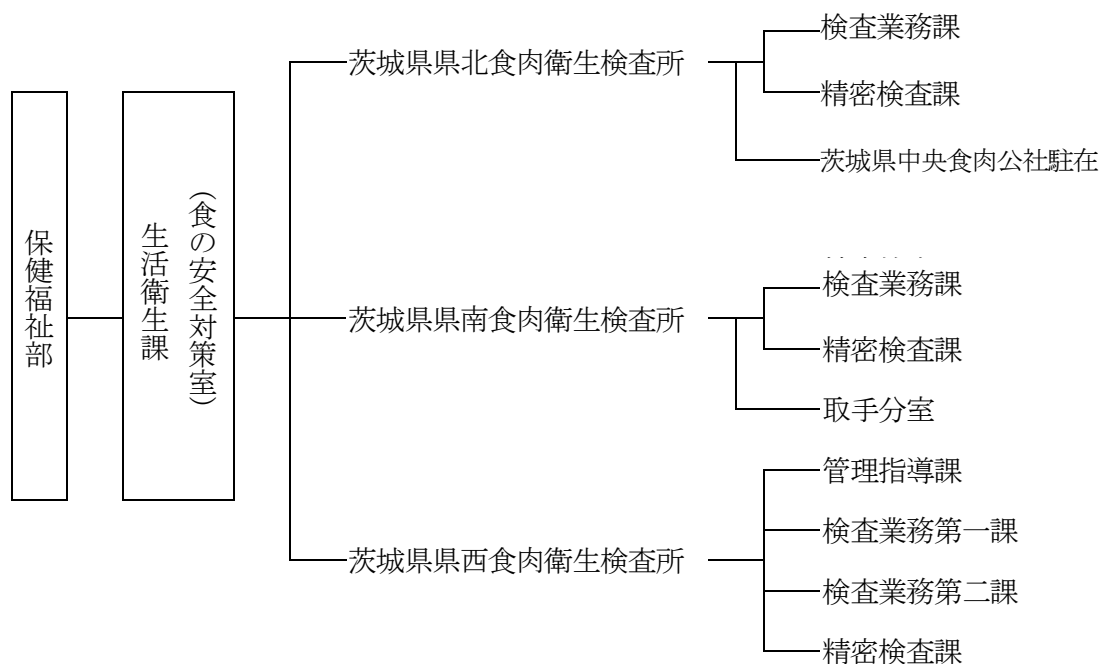 保健福祉部
生活衛生課
（食の安全対策室）
茨城県県北食肉衛生検査所
検査業務課
精密検査課
茨城県中央食肉公社駐在
茨城県県南食肉衛生検査所
検査業務課
精密検査課
取手分室
茨城県県西食肉衛生検査所
管理指導課
検査業務第一課
検査業務第二課
精密検査課